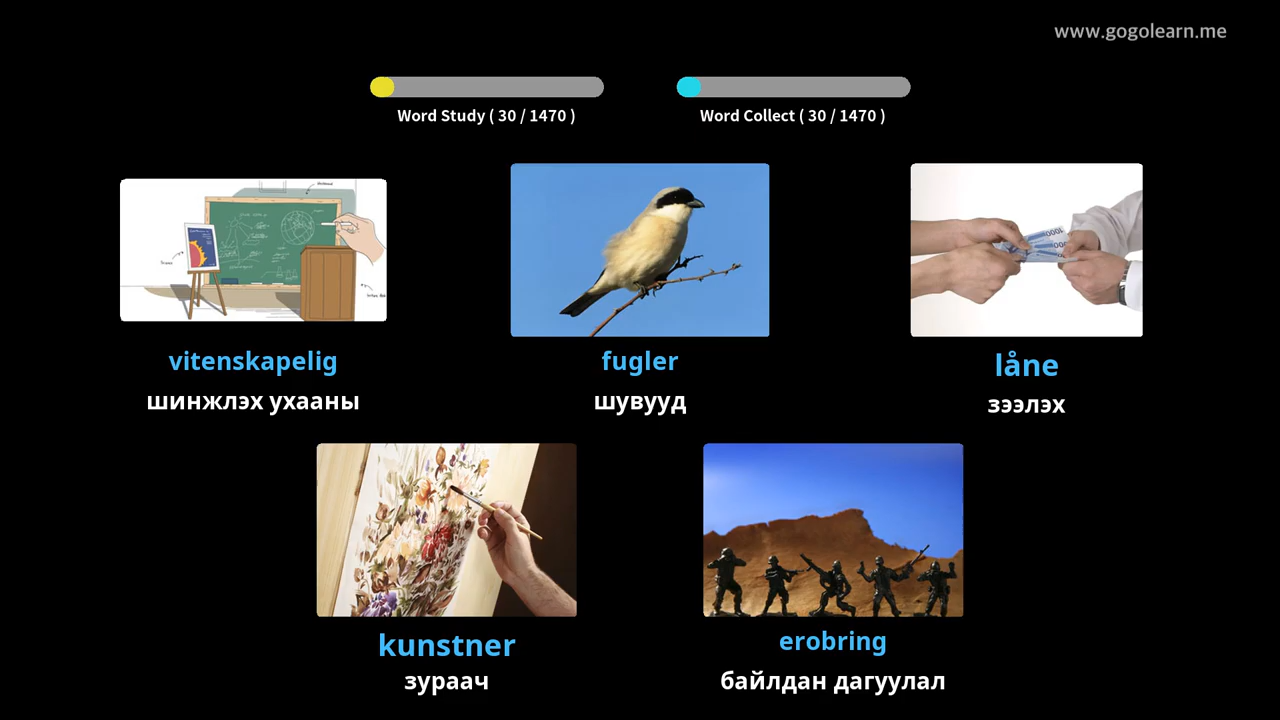 www.gogolearn.me
Word Study ( 30 / 1470 )
Word Collect ( 30 / 1470 )
vitenskapelig
шинжлэх ухааны
fugler
шувууд
låne
зээлэх
kunstner
зураач
erobring
байлдан дагуулал